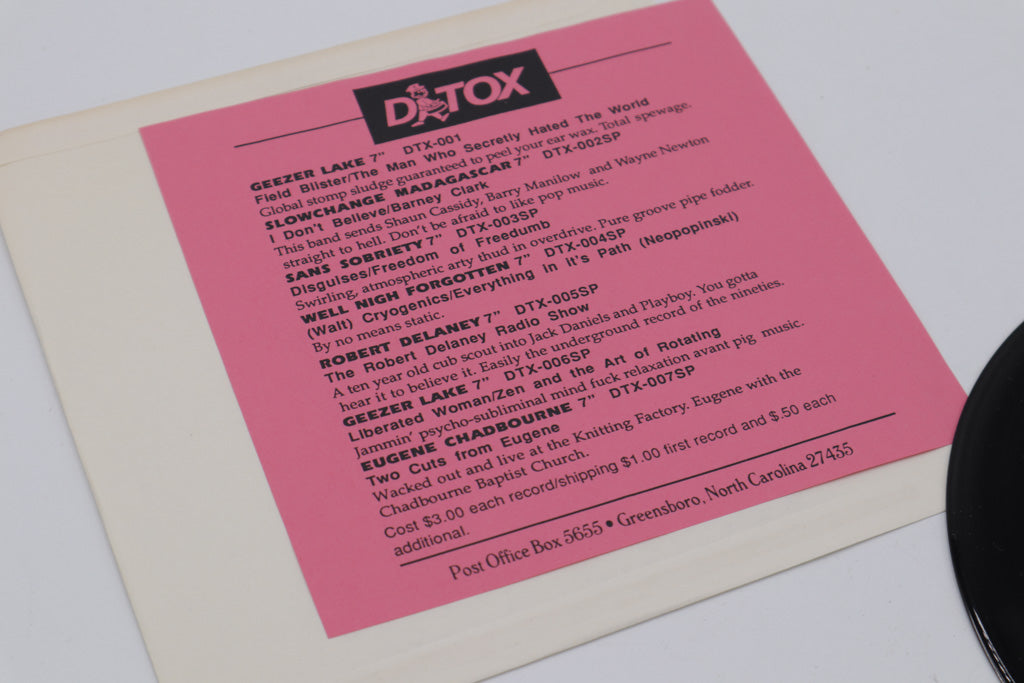 D TOX
GEEZER LAKE 7" DTX-001
Field Blister/The Man Who Secretly Hated The World
Global stomp sludge guaranteed to peel your ear wax. Total spewage.
SLOWCHANGE MADAGASCAR 7" DTX-002SP
I Don't Believe/Barney Clark
This band sends Shaun Cassidy, Barry Manilow and Wayne Newton
straight to hell. Don't be afraid to like pop music.
SANS SOBRIETY 7" DTX-003SP
Disguises/Freedom of Freedumb
Swirling, atmospheric arty thud in overdrive. Pure groove pipe fodder.
WELL NIGH FORGOTTEN 7" DTX-004SP
(Walt) Cryogenics/Everything In It's Path (Neopopinski)
By no means static.
ROBERT DELANEY 7" DTX-005SP
The Robert Delaney Radio Show
A ten year old cub scout into Jack Daniels and Playboy. You gotta
hear it to believe it. Easily the underground record of the nineties.
GEEZER LAKE 7" DTX-006SP
Liberated Woman/Zen and the Art of Rotating
Jammin' psycho-subliminal mind fuck relaxation avant pig music.
EUGENE CHADBOURNE 7" DTX-007SP
Two Cuts from Eugene
Wacked out and live at the Knitting Factory. Eugene with the
Chadbourne Baptist Church.
Cost $3.00 each record/shipping $1.00 first record and $.50 each
additional.
Post Office Box 5655 • Greensboro, North Carolina 27435